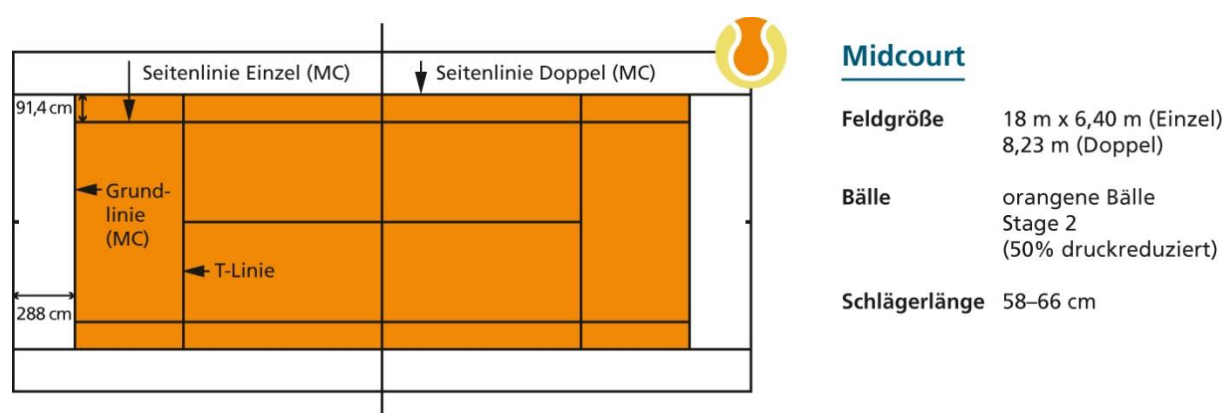 Seitenlinie Einzel (MC)
Seitenlinie Doppel (MC)
91,4 cm
Grund-
linie
(MC)
T-Linie
288 cm
Midcourt
Feldgröße 18 m x 6,40 m (Einzel)
8,23 m (Doppel)
Bälle orangene Bälle
Stage 2
(50% druckreduziert)
Schlägerlänge 58–66 cm